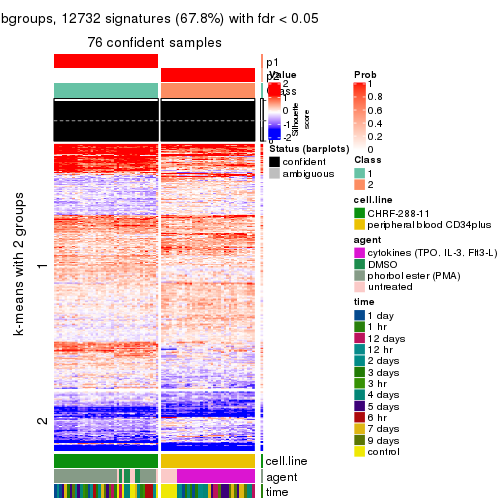 bgroups, 12732 signatures (67.8%) with fdr < 0.05
76 confident samples
p1
p2
Class
Value
2
1
0
-1
-2
Silhouette
score
Status (barplots)
confident
ambiguous
Prob
1
0.8
0.6
0.4
0.2
0
Class
1
2
cell.line
CHRF-288-11
peripheral blood CD34plus
agent
cytokines (TPO, IL-3, Flt3-L)
DMSO
phorbol ester (PMA)
untreated
time
1 day
1 hr
12 days
12 hr
2 days
3 days
3 hr
4 days
5 days
6 hr
7 days
9 days
control
k-means with 2 groups
1
2
cell.line
agent
time